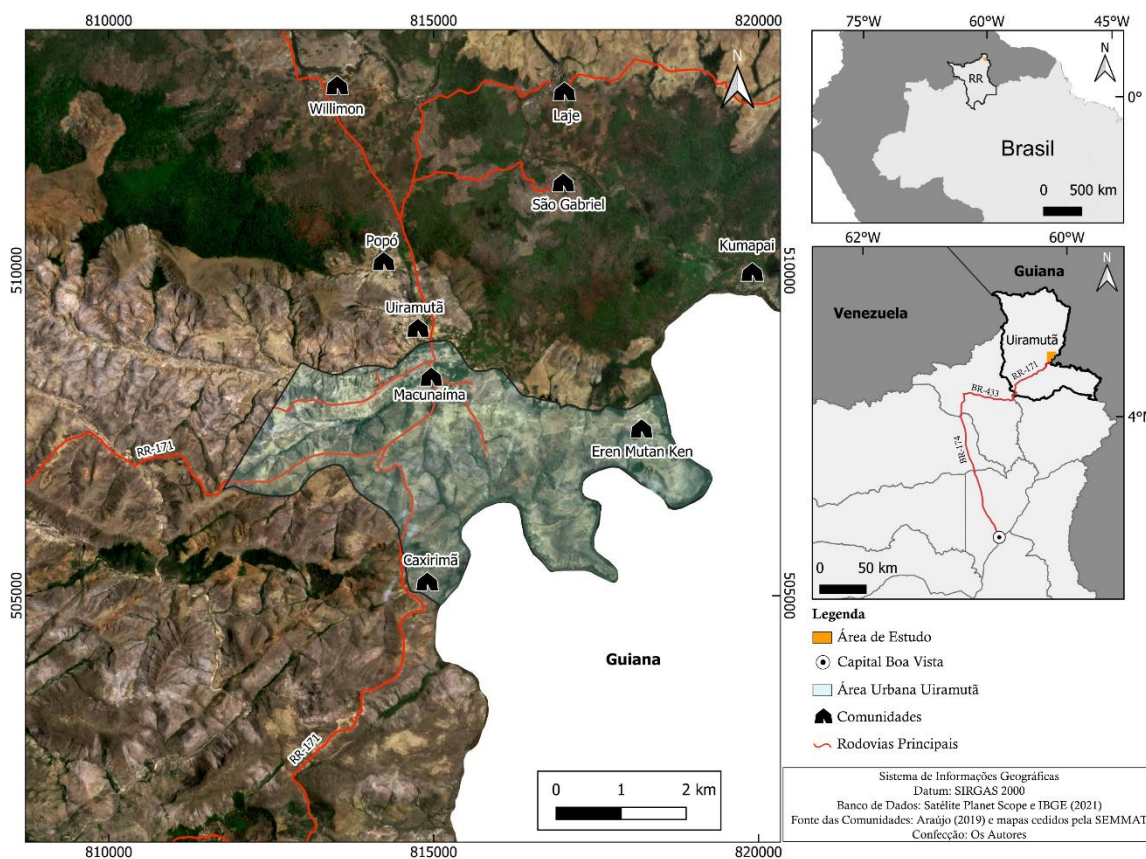 810000
815000
820000
N
Willimon
Laje
São Gabriel
Popó
Kumapai
510000
510000
Uiramutã
Macunaíma
Eren Mutan Ken
RR-171
Caxirimã
505000
505000
Guiana
RR-171
0 1 2 km
810000
815000
820000
75°W
60°W
45°W
N
RR
0°
Brasil
0 500 km
62°W
60°W
N
Guiana
Venezuela
Uiramutã
RR-171
BR-433
4°N
BR-174
0 50 km
Legenda
Área de Estudo
Capital Boa Vista
Área Urbana Uiramutã
Comunidades
Rodovias Principais
Sistema de Informações Geográficas
Datum: SIRGAS 2000
Banco de Dados: Satélite Planet Scope e IBGE (2021)
Fonte das Comunidades: Araújo (2019) e mapas cedidos pela SEMMAT
Confecção: Os Autores